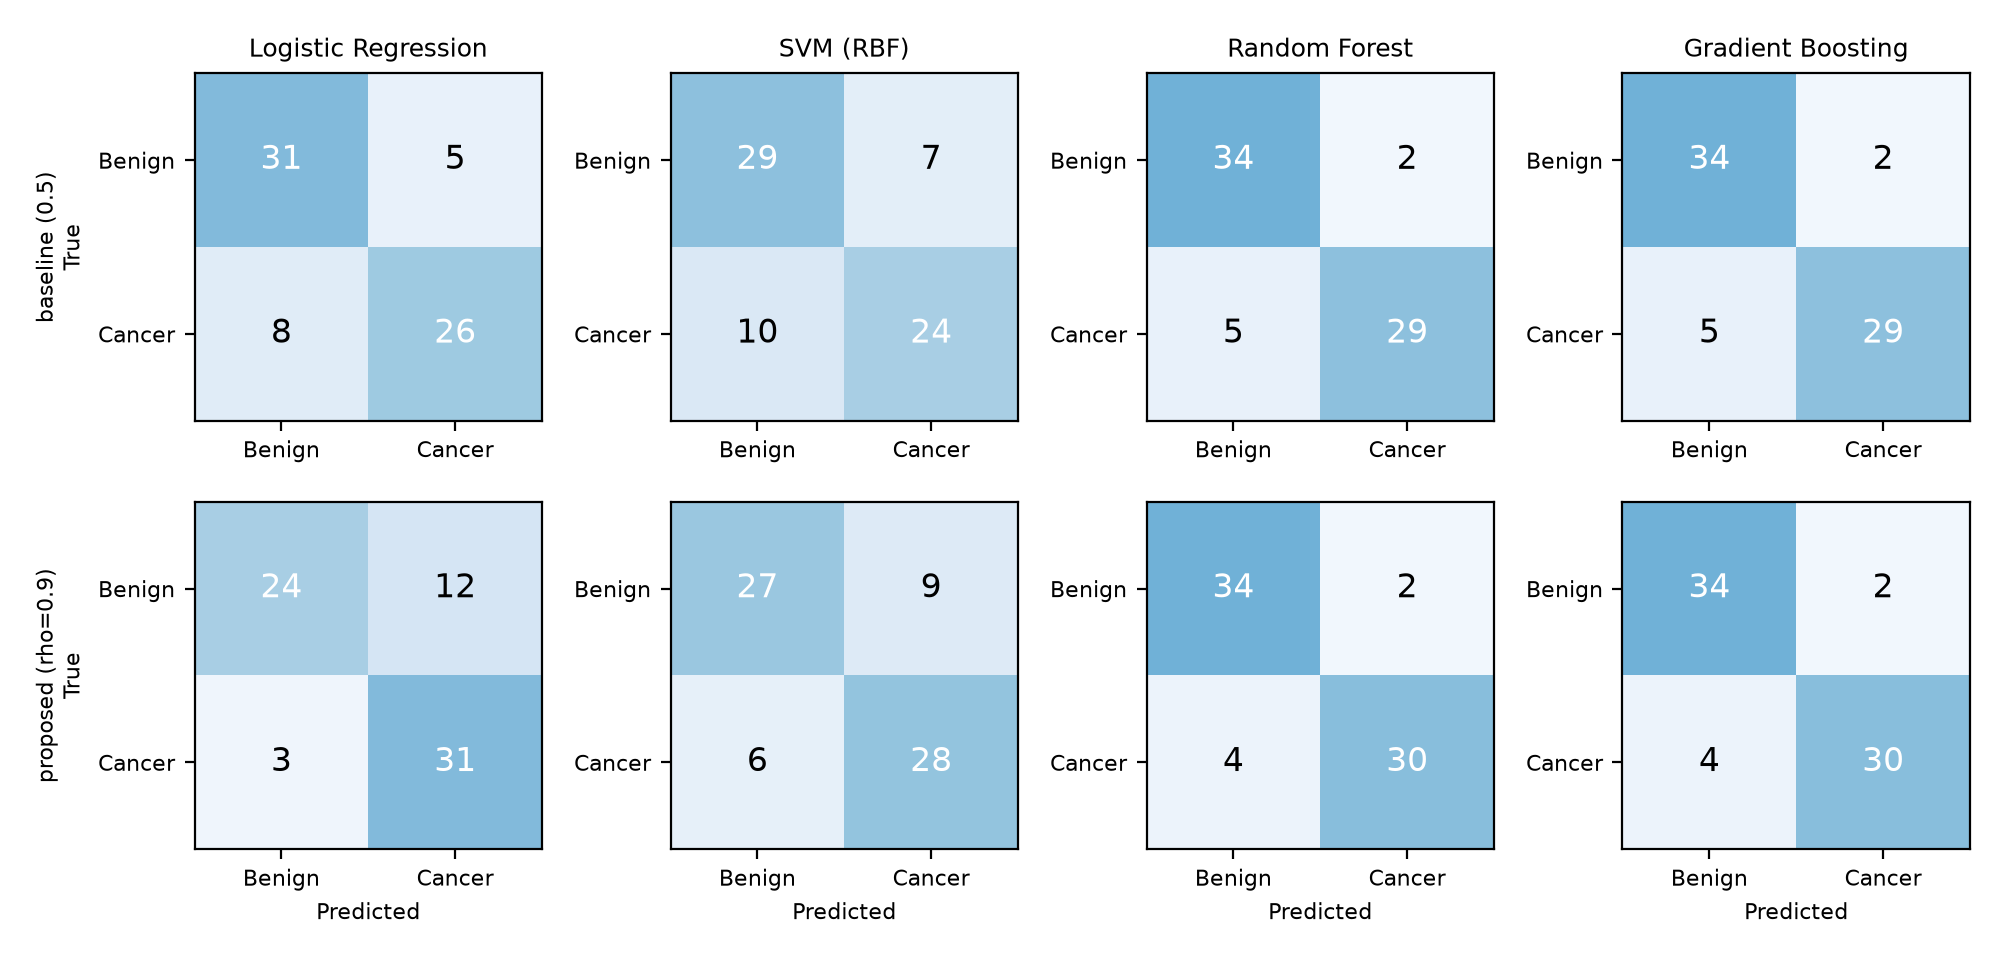 Logistic Regression
SVM (RBF)
Random Forest
Gradient Boosting
baseline (0.5)
True
Benign
31
5
Cancer
8
26
Benign
Cancer
Benign
29
7
Cancer
10
24
Benign
Cancer
Benign
34
2
Cancer
5
29
Benign
Cancer
Benign
34
2
Cancer
5
29
Benign
Cancer
proposed (rho=0.9)
True
Benign
24
12
Cancer
3
31
Benign
Cancer
Predicted
Benign
27
9
Cancer
6
28
Benign
Cancer
Predicted
Benign
34
2
Cancer
4
30
Benign
Cancer
Predicted
Benign
34
2
Cancer
4
30
Benign
Cancer
Predicted